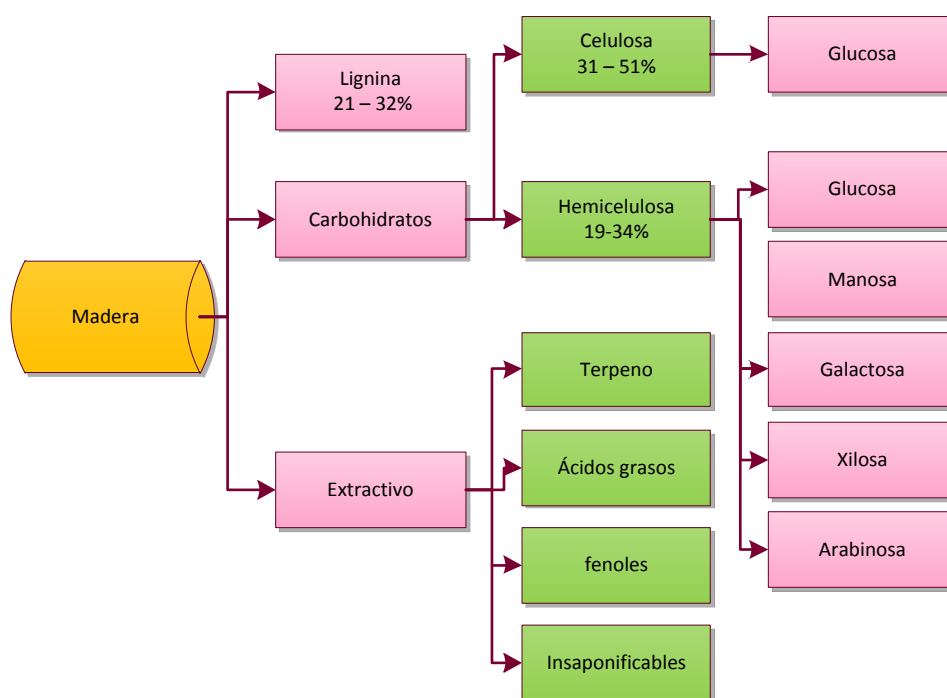 Madera
Lignina
21 – 32%
Carbohidratos
Extractivo
Celulosa
31 – 51%
Hemicelulosa
19-34%
Terpeno
Ácidos grasos
fenoles
Insaponificables
Glucosa
Glucosa
Manosa
Galactosa
Xilosa
Arabinosa